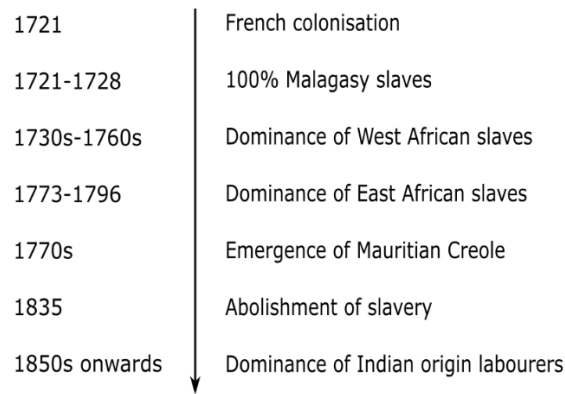 1721 French colonisation
1721-1728 100% Malagasy slaves
1730s-1760s Dominance of West African slaves
1773-1796 Dominance of East African slaves
1770s Emergence of Mauritian Creole
1835 Abolishment of slavery
1850s onwards Dominance of Indian origin labourers